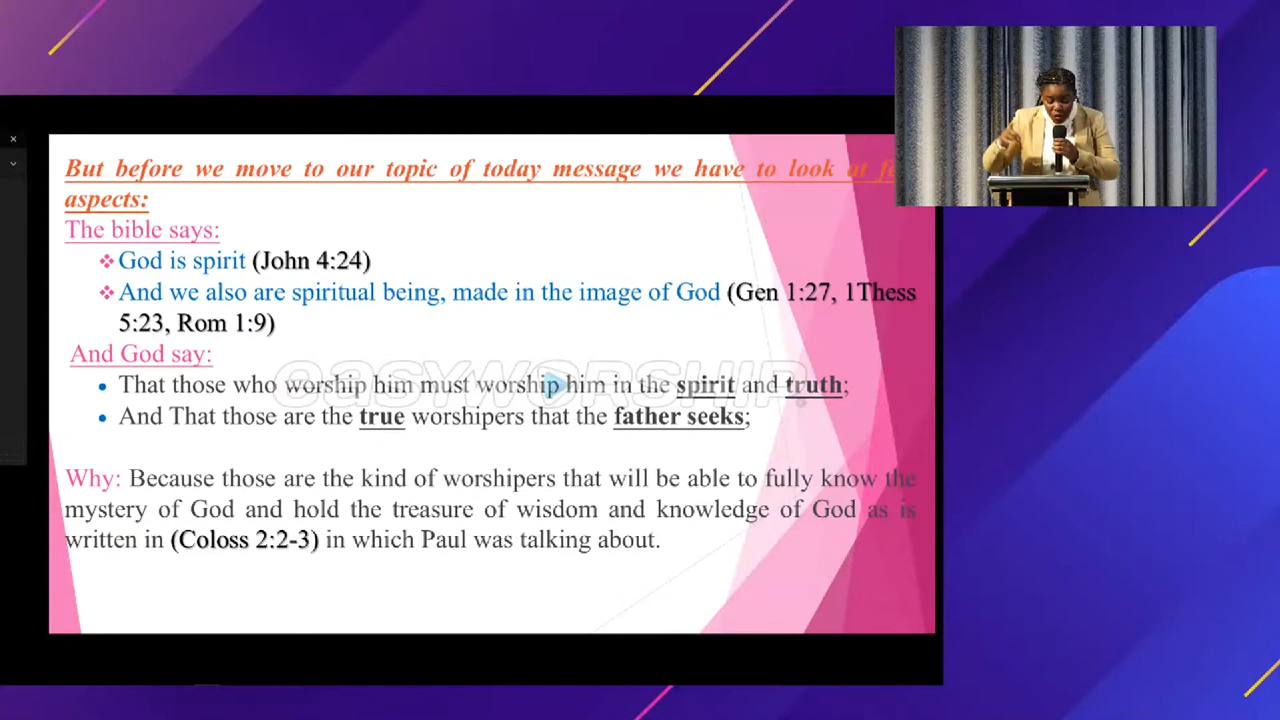 But before we move to our topic of today message we have to look at
aspects:
The bible says:
God is spirit (John 4:24)
And we also are spiritual being, made in the image of God (Gen 1:27, 1Thess
5:23, Rom 1:9)
And God say:
That those who worship him must worship him in the spirit and truth;
easyworship
And That those are the true worshipers that the father seeks;
Why: Because those are the kind of worshipers that will be able to fully know the
mystery of God and hold the treasure of wisdom and knowledge of God as is
written in (Coloss 2:2-3) in which Paul was talking about.